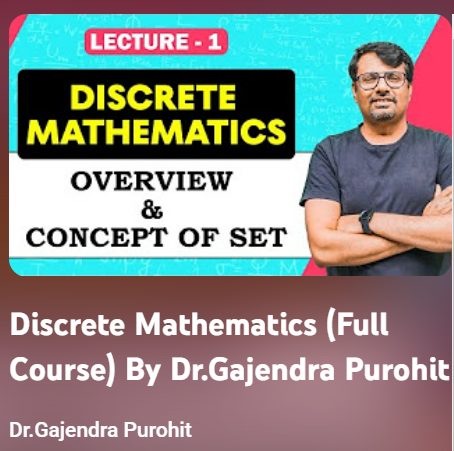 LECTURE - 1
DISCRETE
MATHEMATICS
OVERVIEW
&
CONCEPT OF SET
Discrete Mathematics (Full
Course) By Dr.Gajendra Purohit
Dr.Gajendra Purohit